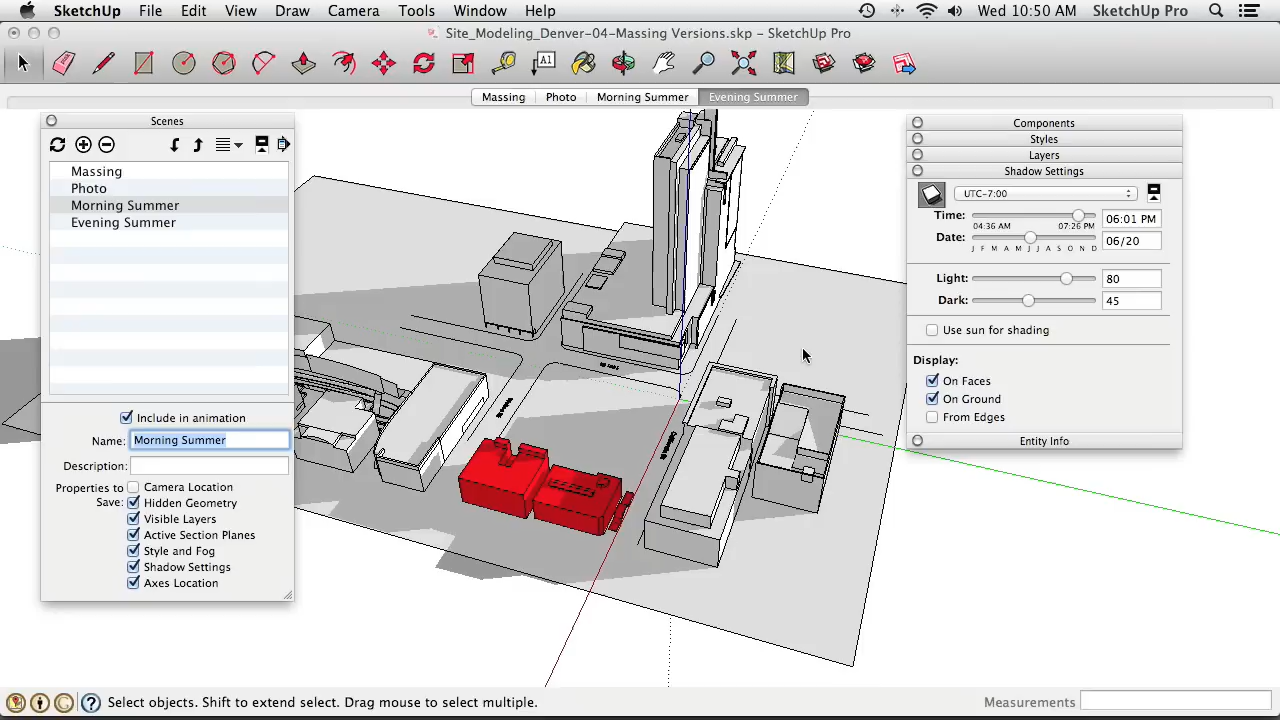 SketchUp File Edit View Draw Camera Tools Window Help Wed 10:50 AM SketchUp Pro
Site_Modeling_Denver-04-Massing Versions.skp - SketchUp Pro
A1
Massing Photo Morning Summer Evening Summer
Scenes
Massing
Photo
Morning Summer
Evening Summer
Include in animation
Name: Morning Summer
Description:
Properties to Save:
Camera Location
Hidden Geometry
Visible Layers
Active Section Planes
Style and Fog
Shadow Settings
Axes Location
Components
Styles
Layers
Shadow Settings
UTC-7:00
Time: 06:01 PM
04:36 AM 07:26 PM
Date: 06/20
J F M A M J J A S O N D
Light: 80
Dark: 45
Use sun for shading
Display:
On Faces
On Ground
From Edges
Entity Info
Select objects. Shift to extend select. Drag mouse to select multiple.
Measurements